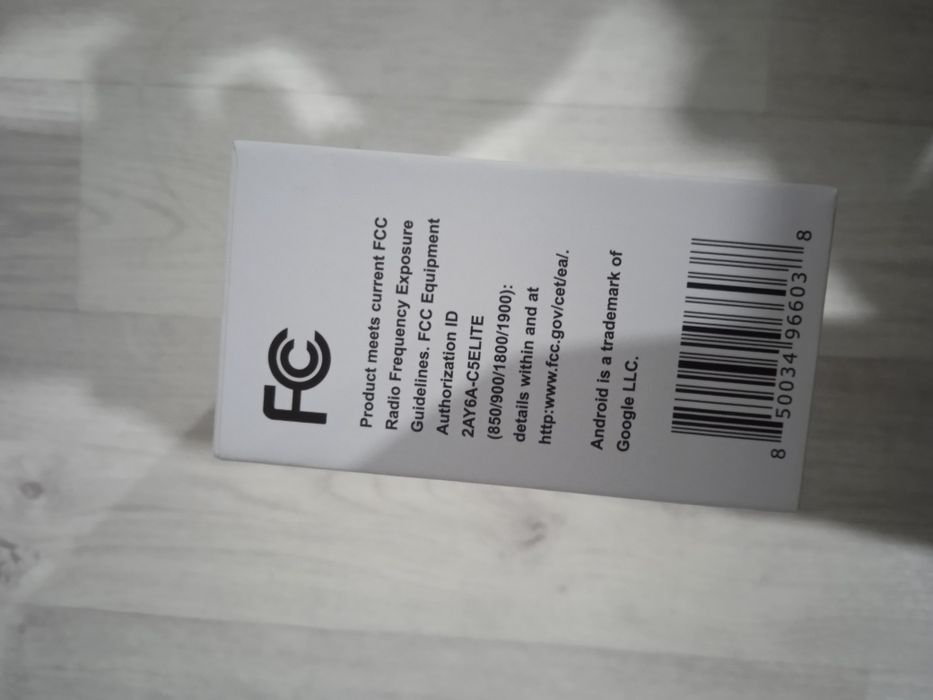 FC
Product meets current FCC
Radio Frequency Exposure
Guidelines. FCC Equipment
Authorization ID
2AY6A-C5ELITE
(850/900/1800/1900):
details within and at
http:www.fcc.gov/cet/ea/.
Android is a trademark of
Google LLC.
8 50034 96603 8